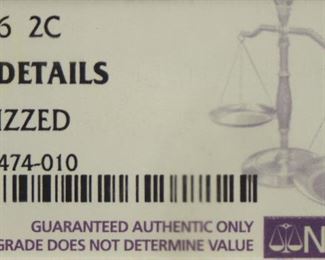 6 2C
DETAILS
IZZED
474-010
GUARANTEED AUTHENTIC ONLY
GRADE DOES NOT DETERMINE VALUE
N